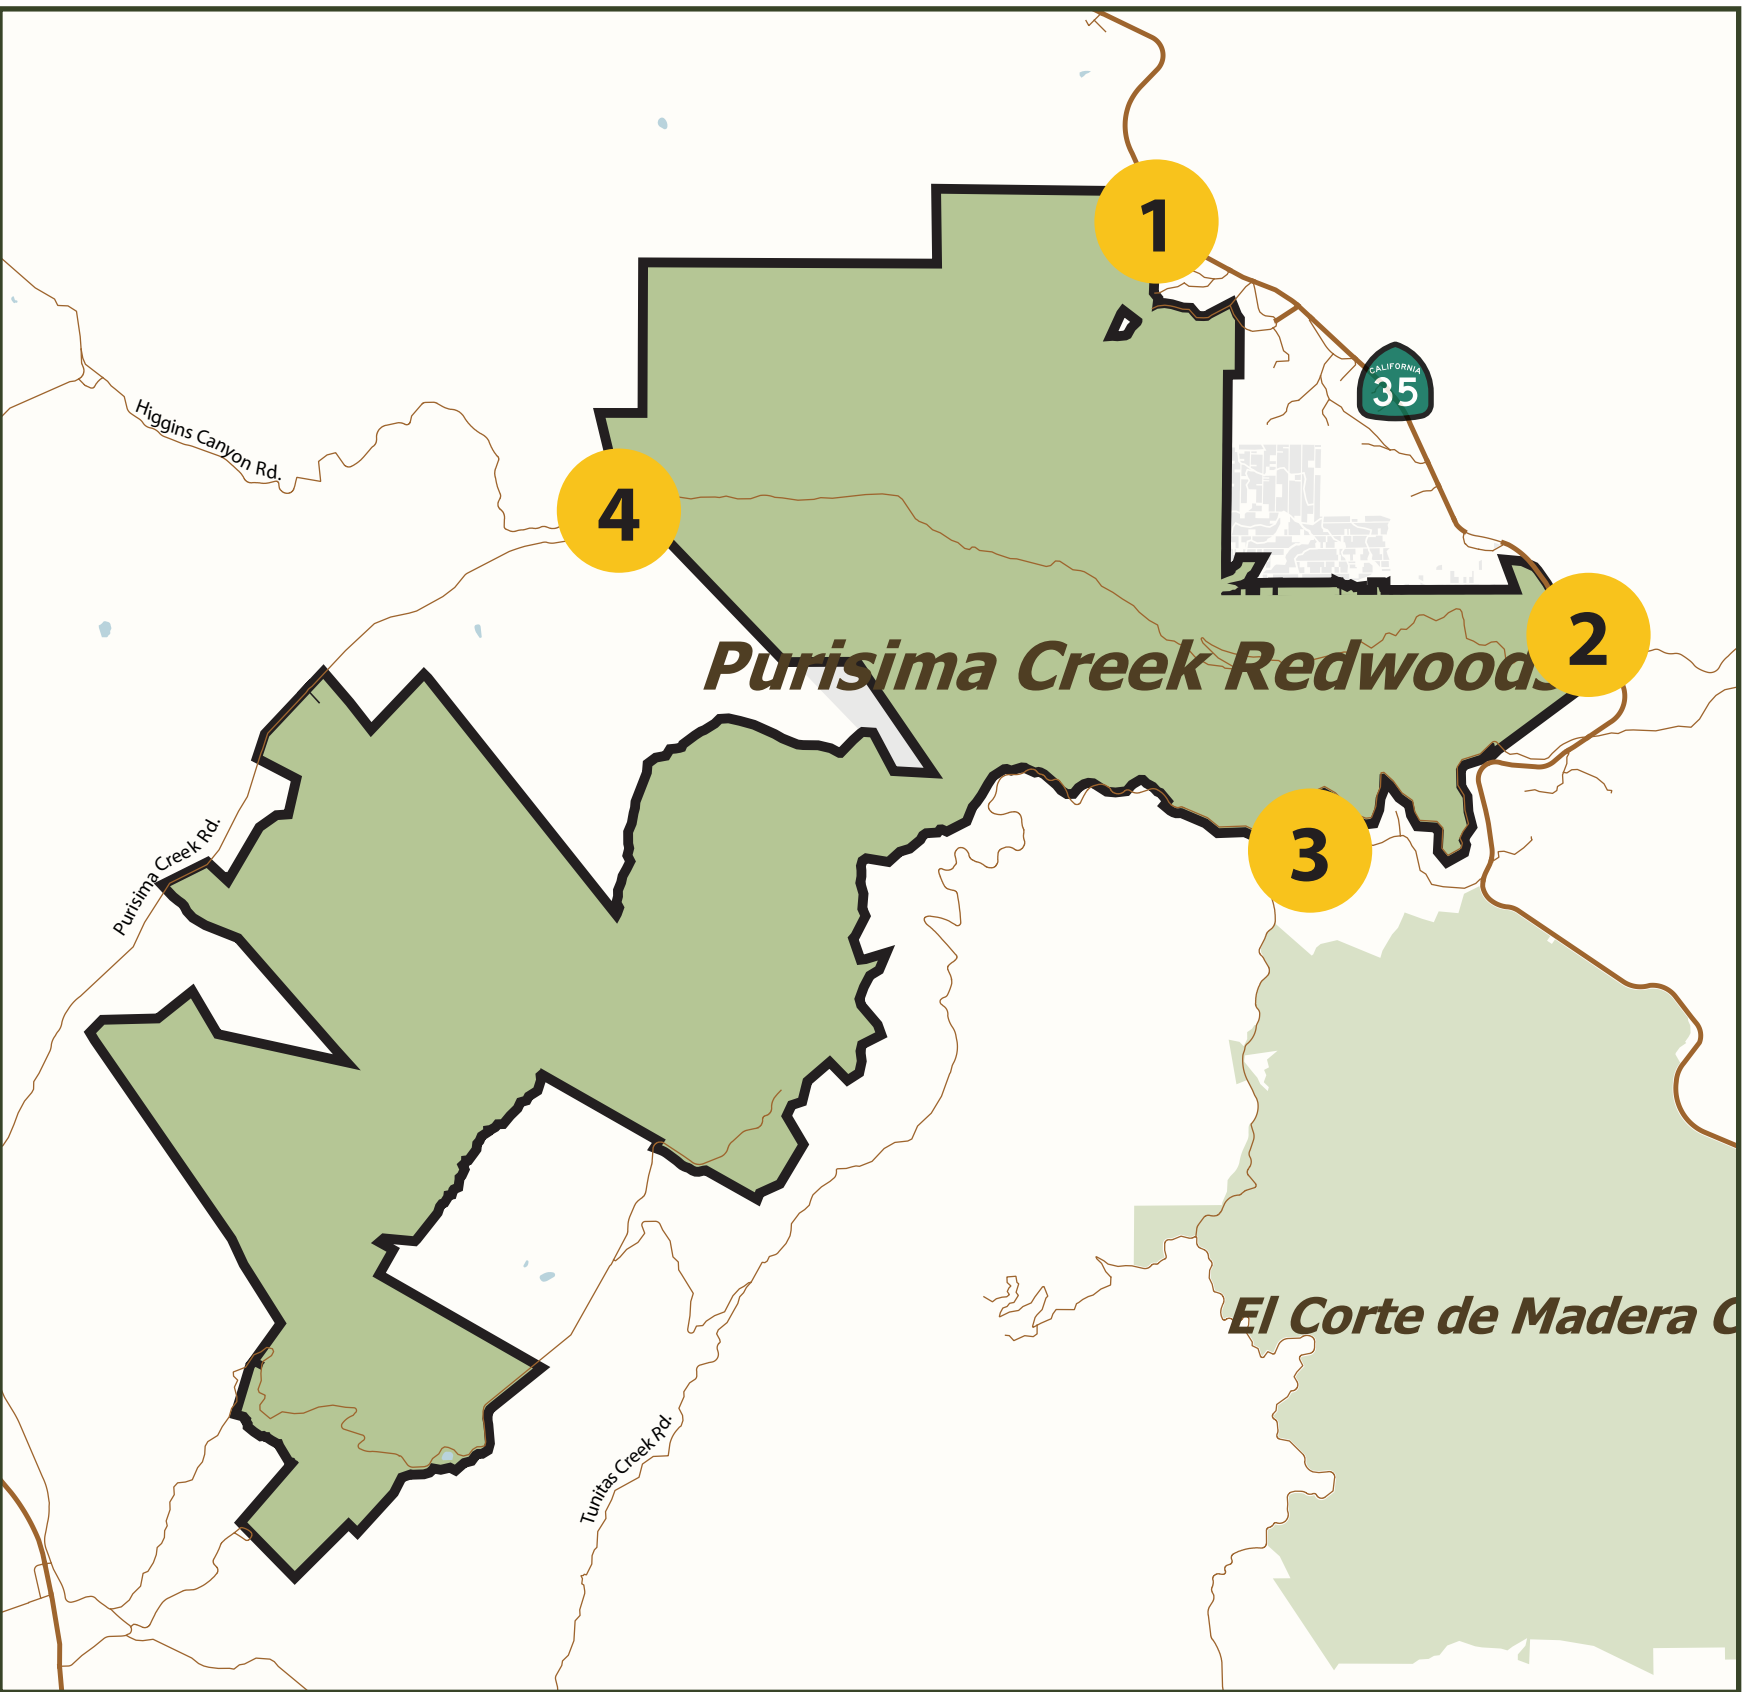 1
CALIFORNIA
35
Higgins Canyon Rd.
4
2
Purisima Creek Redwoods
3
Purisima Creek Rd.
El Corte de Madera C
Tunitas Creek Rd.